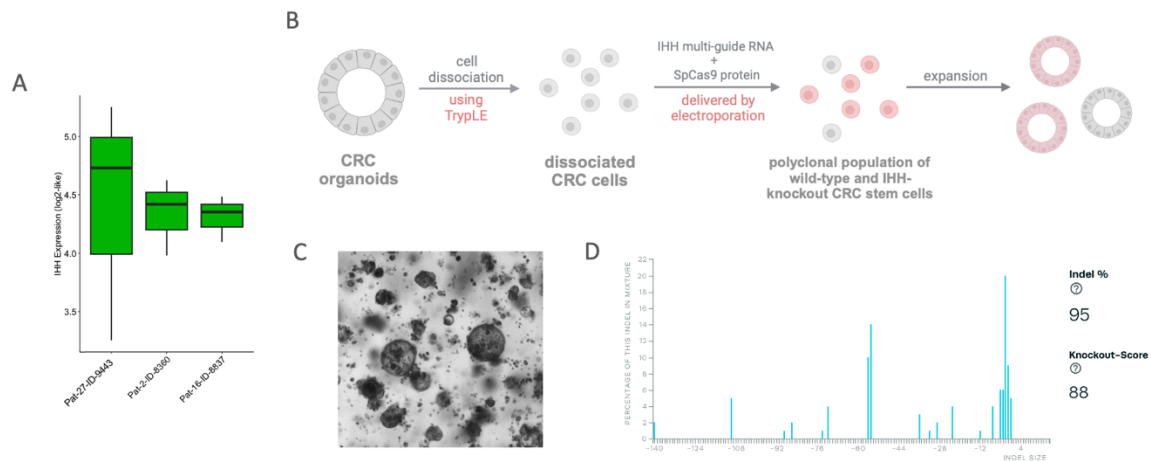 A
IHH Expression (log2-like)
5.0
4.5
4.0
3.5
Pat-27-ID-9443
Pat-2-ID-8360
Pat-16-ID-8837
B
CRC
organoids
cell
dissociation
using
TrypLE
dissociated
CRC cells
IHH multi-guide RNA
+
SpCas9 protein
delivered by
electroporation
polyclonal population of
wild-type and IHH-
knockout CRC stem cells
expansion
C
D
PERCENTAGE OF THIS INDEL IN MIXTURE
22
20
18
16
14
12
10
8
6
4
2
0
-140
-124
-108
-92
-76
-60
-44
-28
-12
4
INDEL SIZE
Indel %
?
95
Knockout-Score
?
88